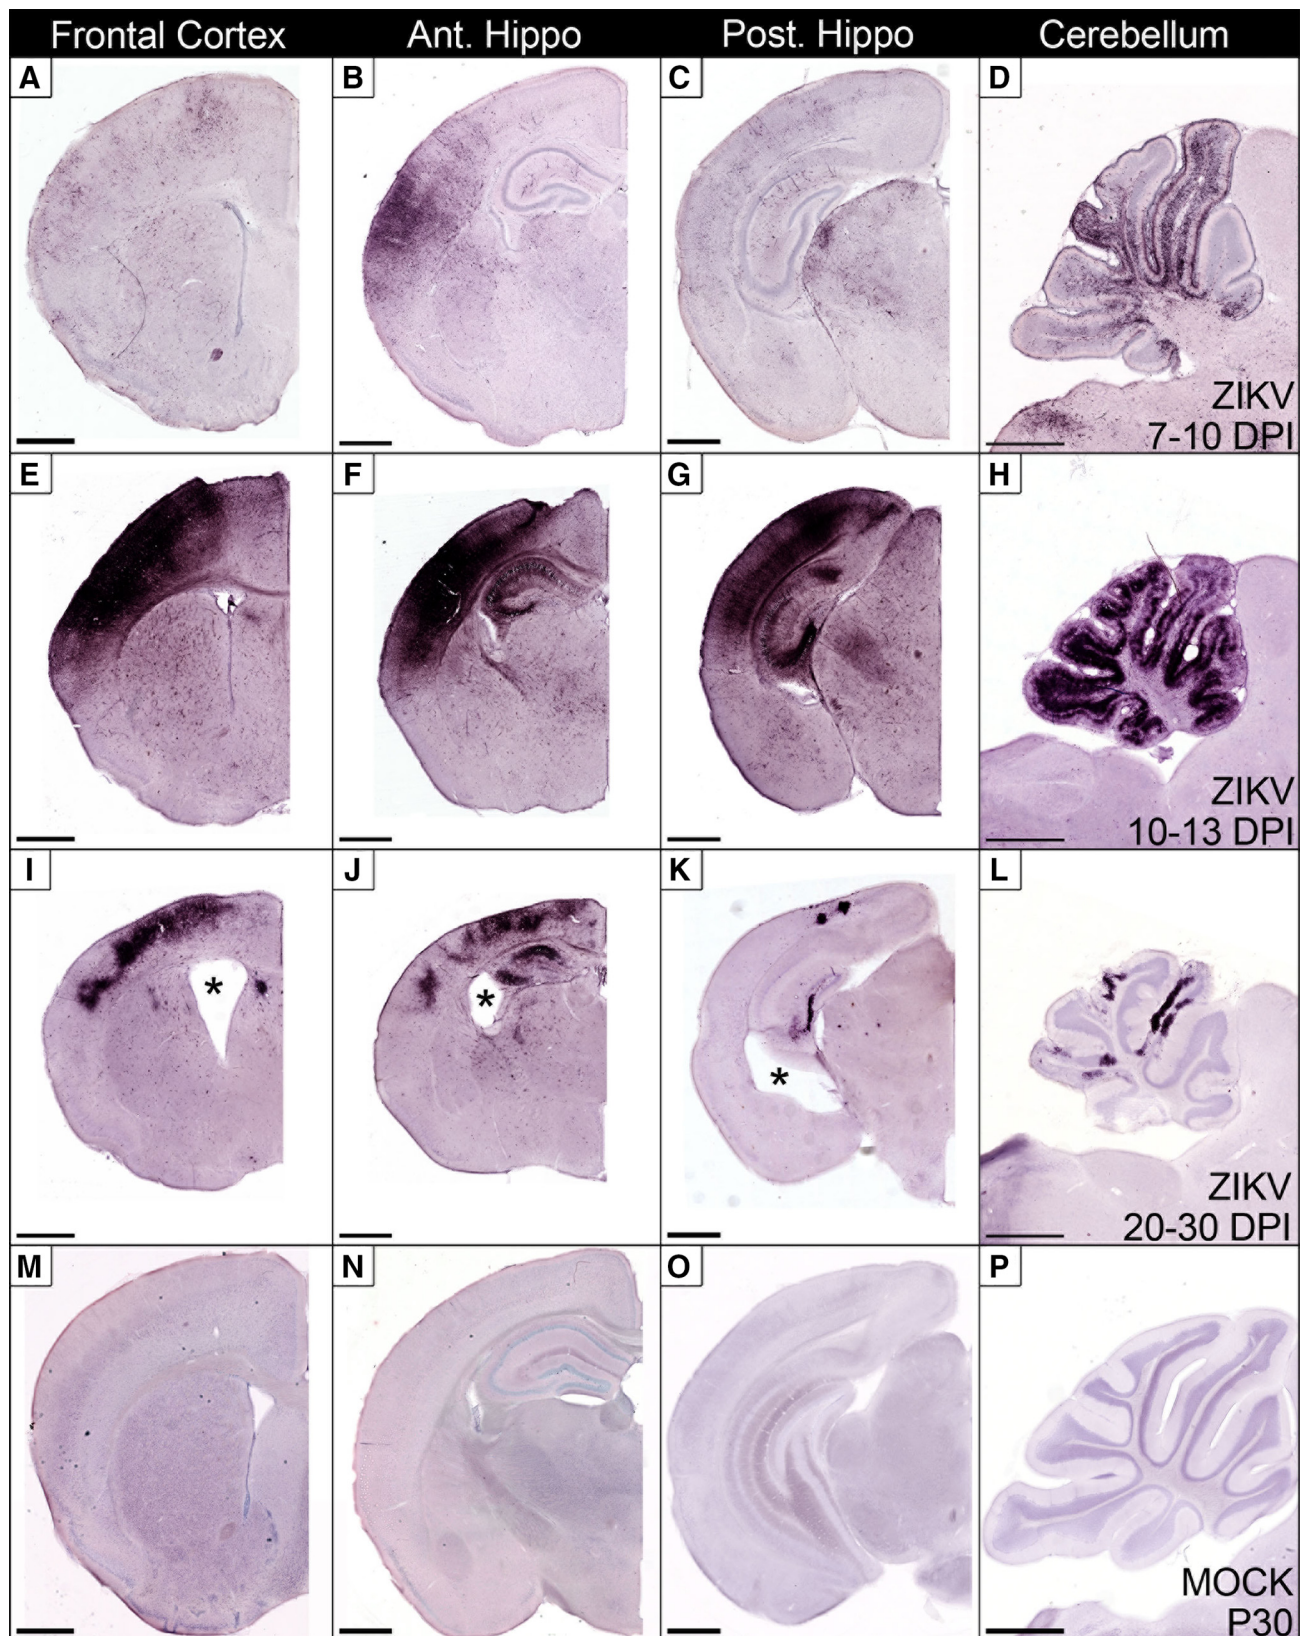 Frontal Cortex Ant. Hippo Post. Hippo Cerebellum
A B C D
ZIKV
7-10 DPI
E F G H
ZIKV
10-13 DPI
I J K L
* * *
ZIKV
20-30 DPI
M N O P
MOCK
P30